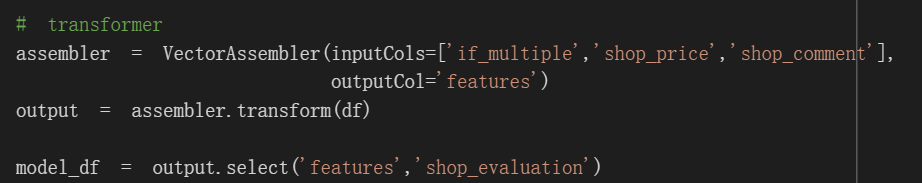 # transformer
assembler = VectorAssembler(inputCols=['if_multiple','shop_price','shop_comment'],
outputCol='features')
output = assembler.transform(df)
model_df = output.select('features','shop_evaluation')